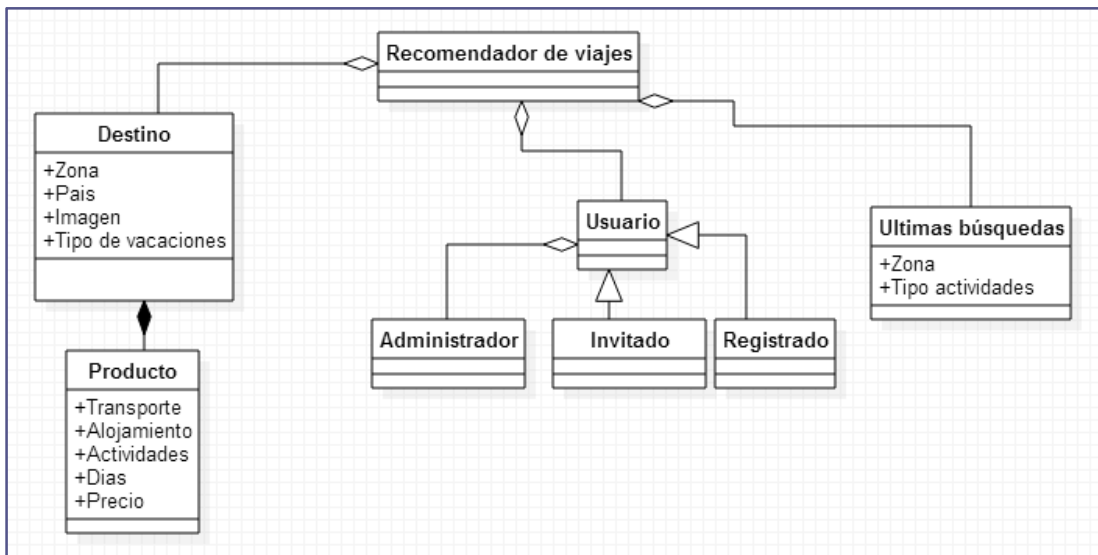 Recomendador de viajes
Destino
+Zona
+Pais
+Imagen
+Tipo de vacaciones
Usuario
Ultimas búsquedas
+Zona
+Tipo actividades
Administrador
Invitado
Registrado
Producto
+Transporte
+Alojamiento
+Actividades
+Dias
+Precio